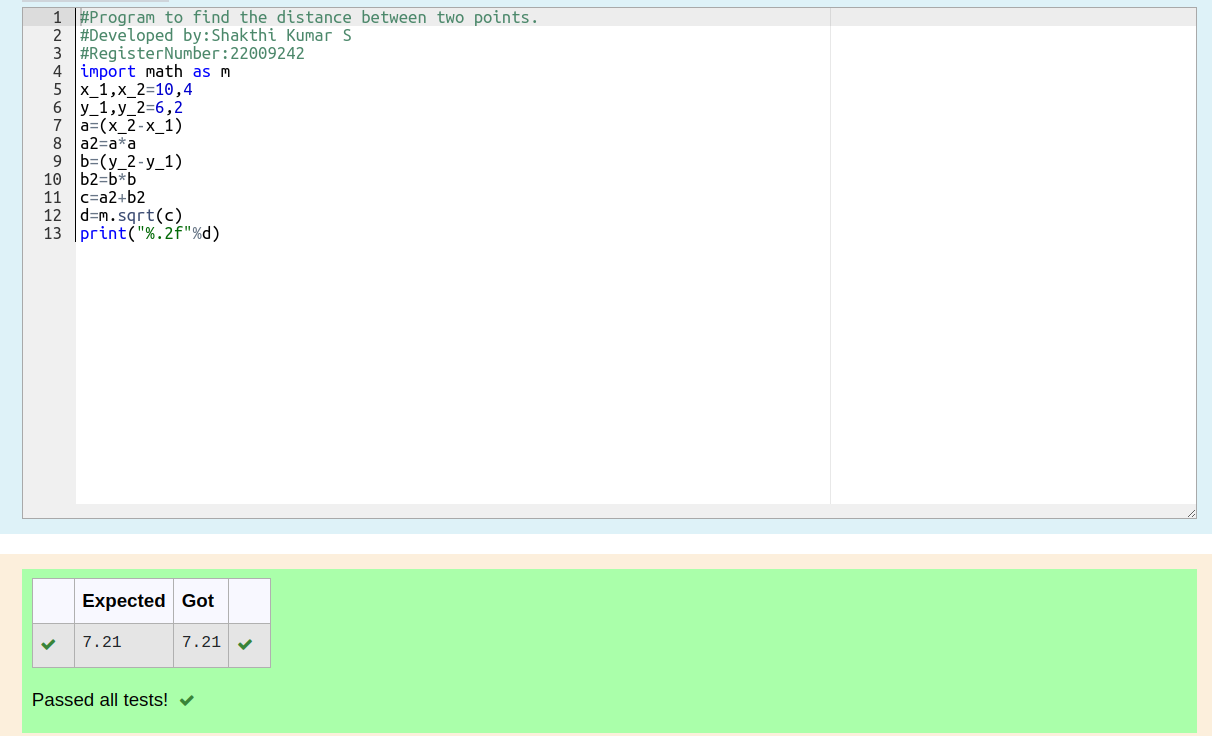 1 #Program to find the distance between two points.
2 #Developed by:Shakthi Kumar S
3 #RegisterNumber:22009242
4 import math as m
5 x_1,x_2=10,4
6 y_1,y_2=6,2
7 a=(x_2-x_1)
8 a2=a*a
9 b=(y_2-y_1)
10 b2=b*b
11 c=a2+b2
12 d=m.sqrt(c)
13 print("%.2f"%d)
Expected Got
7.21 7.21
Passed all tests!